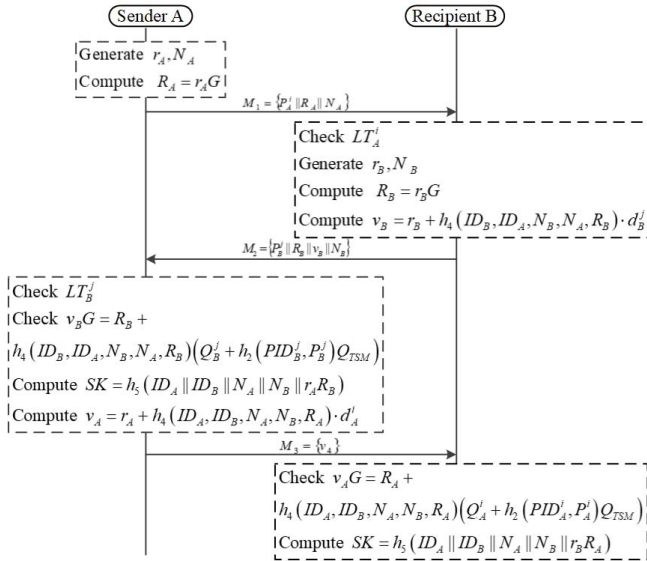 Sender A
Recipient B
Generate r_A, N_A
Compute R_A = r_A G
M_1 = {P_A^i || R_A || N_A}
Check LT_A^i
Generate r_B, N_B
Compute R_B = r_B G
Compute v_B = r_B + h_4(ID_B, ID_A, N_B, N_A, R_B) · d_B^j
M_2 = {P_B^j || R_B || v_B || N_B}
Check LT_B^j
Check v_B G = R_B +
h_4(ID_B, ID_A, N_B, N_A, R_B)(Q_B^j + h_2(PID_B^j, P_B^j)Q_TSM)
Compute SK = h_5(ID_A || ID_B || N_A || N_B || r_A R_B)
Compute v_A = r_A + h_4(ID_A, ID_B, N_A, N_B, R_A) · d_A^i
M_3 = {v_A}
Check v_A G = R_A +
h_4(ID_A, ID_B, N_A, N_B, R_A)(Q_A^i + h_2(PID_A^i, P_A^i)Q_TSM)
Compute SK = h_5(ID_A || ID_B || N_A || N_B || r_B R_A)